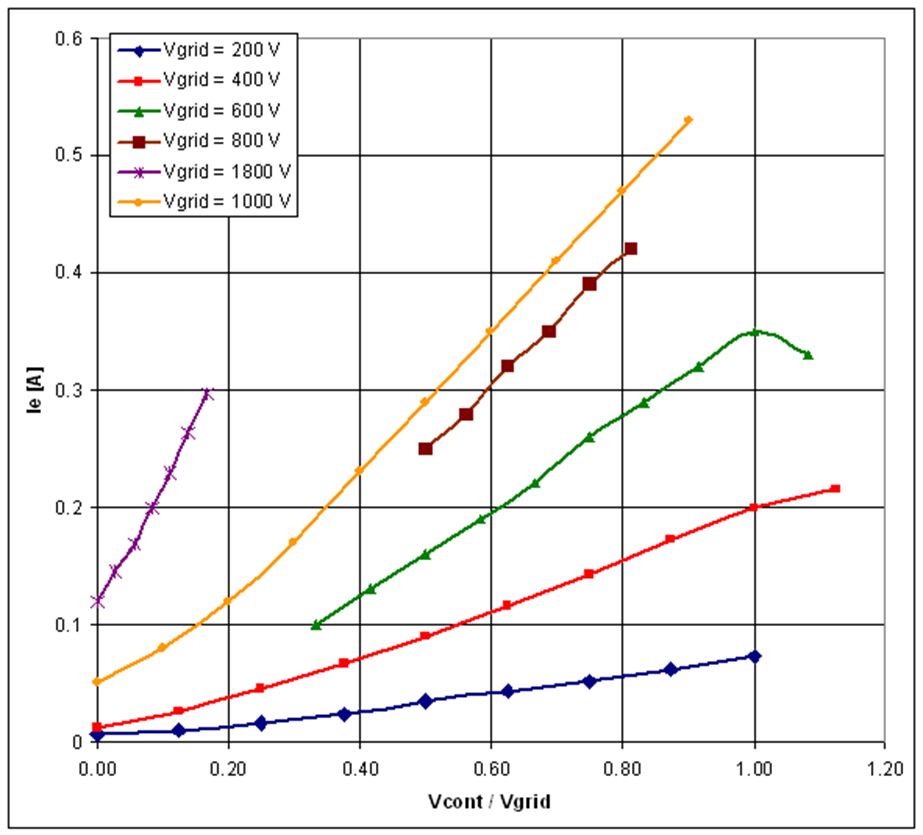 0.6
0.5
0.4
0.3
0.2
0.1
0
Ie [A]
Vgrid = 200 V
Vgrid = 400 V
Vgrid = 600 V
Vgrid = 800 V
Vgrid = 1800 V
Vgrid = 1000 V
0.00 0.20 0.40 0.60 0.80 1.00 1.20
Vcont / Vgrid